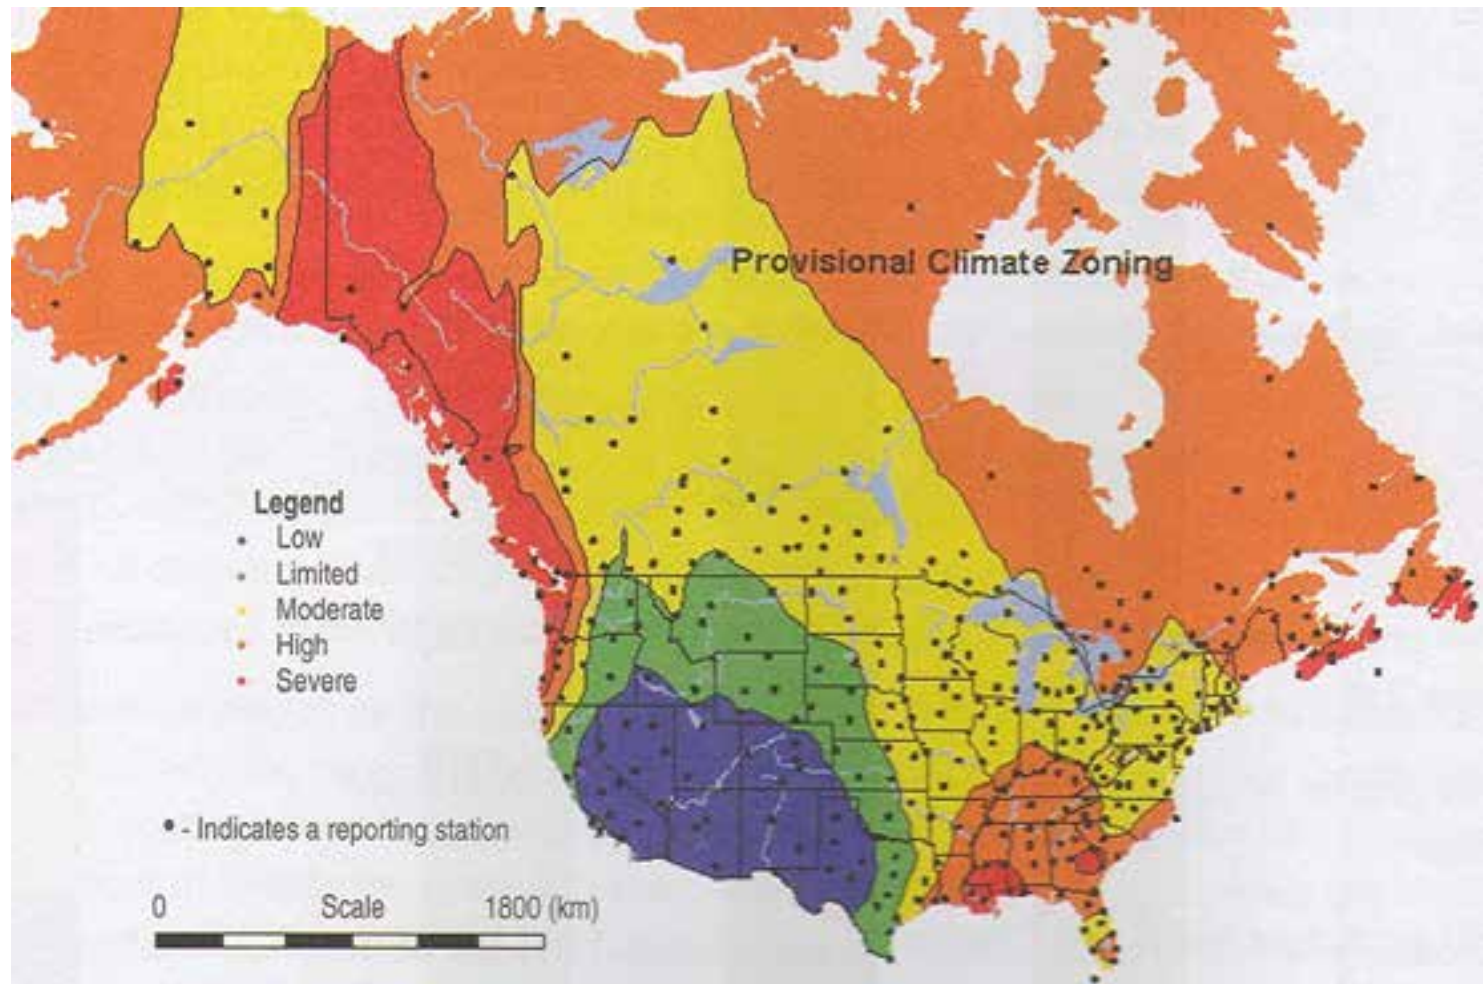 Provisional Climate Zoning
Legend
Low
Limited
Moderate
High
Severe
- Indicates a reporting station
0 Scale 1800 (km)